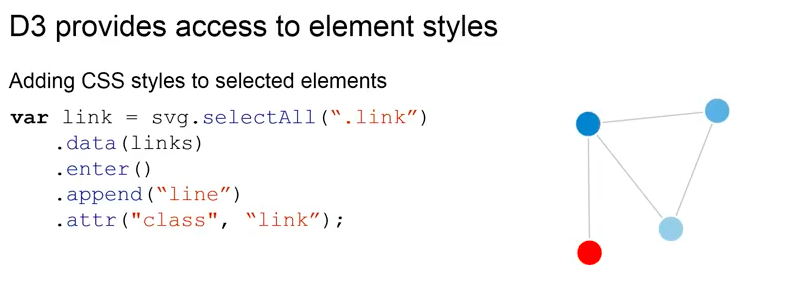 D3 provides access to element styles
Adding CSS styles to selected elements
var link = svg.selectAll(“.link”)
.data(links)
.enter()
.append(“line”)
.attr("class", “link”);